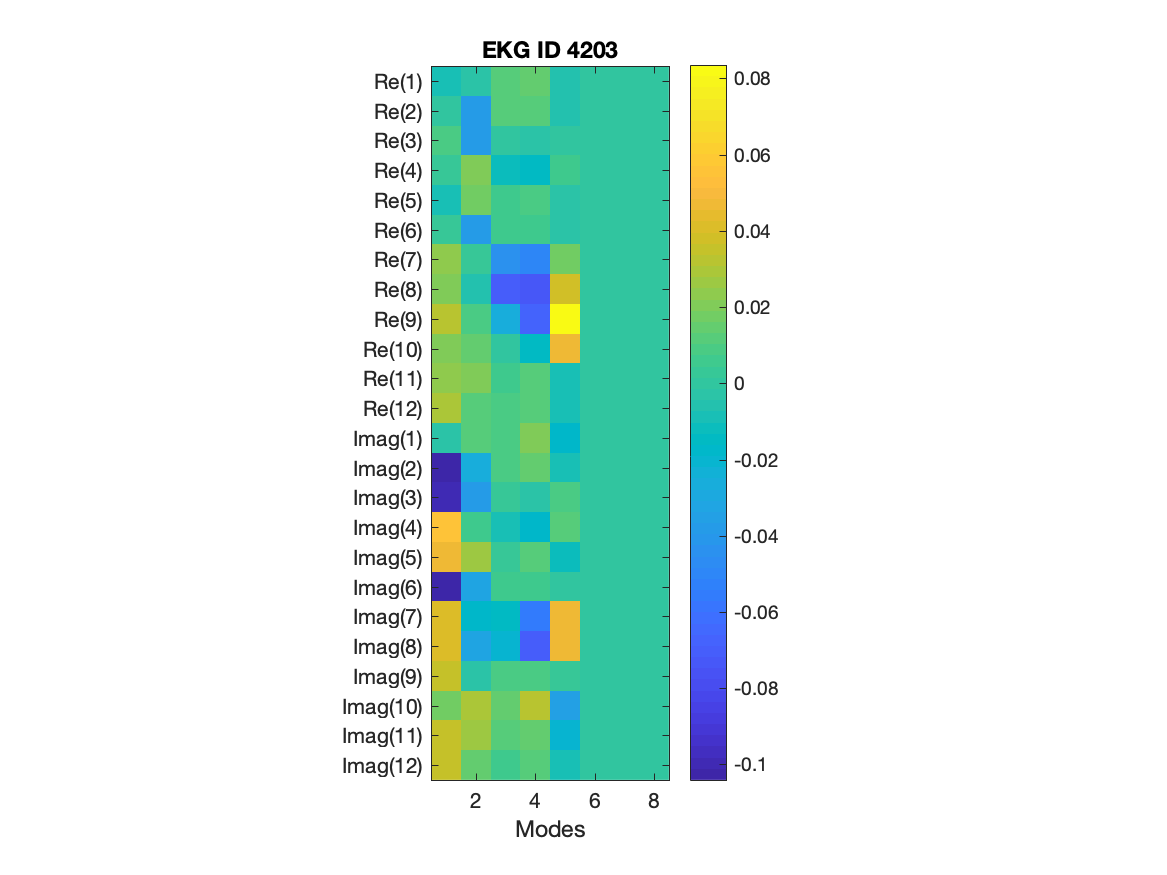 EKG ID 4203
Re(1)
Re(2)
Re(3)
Re(4)
Re(5)
Re(6)
Re(7)
Re(8)
Re(9)
Re(10)
Re(11)
Re(12)
Imag(1)
Imag(2)
Imag(3)
Imag(4)
Imag(5)
Imag(6)
Imag(7)
Imag(8)
Imag(9)
Imag(10)
Imag(11)
Imag(12)
2 4 6 8
Modes
0.08
0.06
0.04
0.02
0
-0.02
-0.04
-0.06
-0.08
-0.1